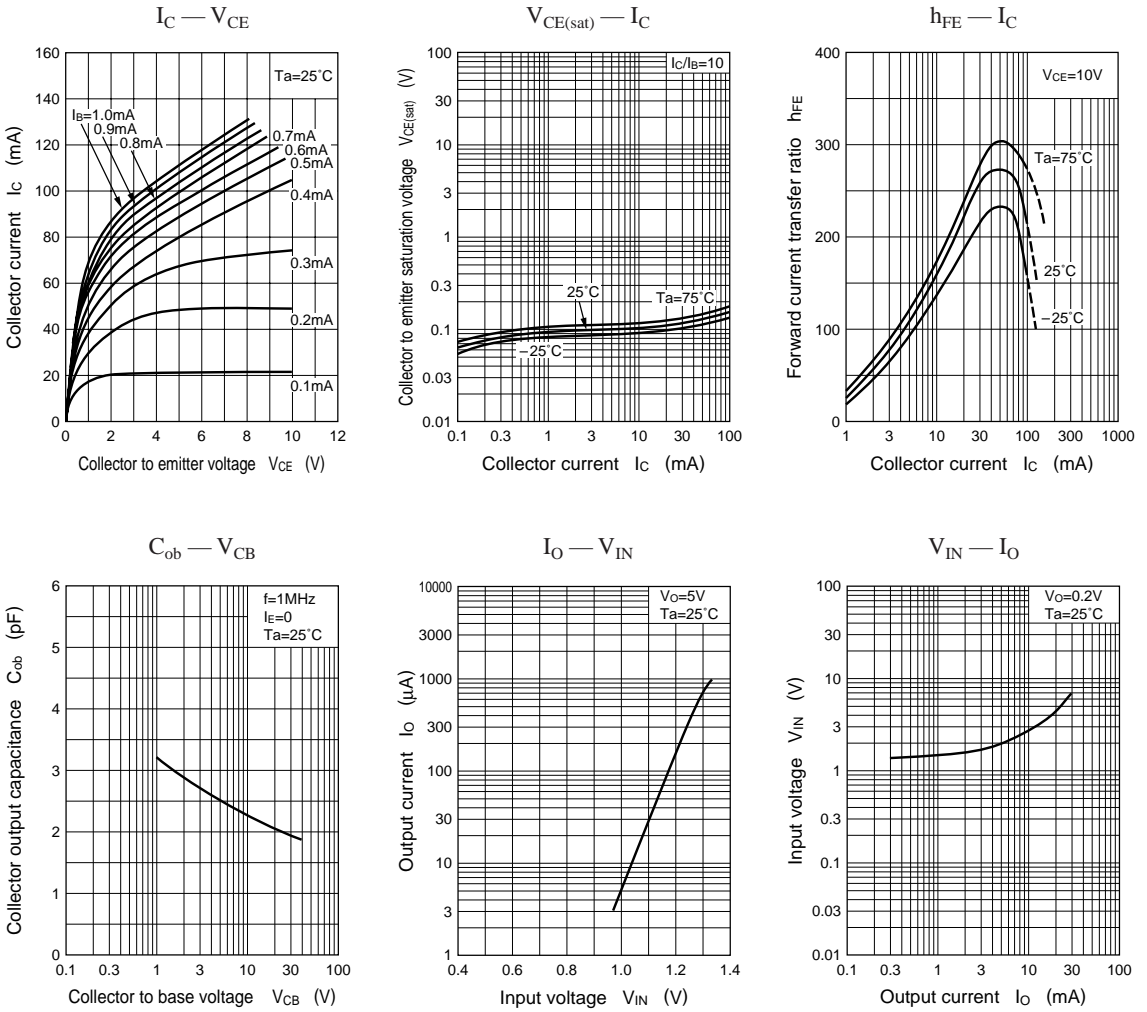 IC — VCE
160
140
120
100
80
60
40
20
0
Collector current IC (mA)
Ta=25˚C
IB=1.0mA
0.9mA
0.8mA
0.7mA
0.6mA
0.5mA
0.4mA
0.3mA
0.2mA
0.1mA
0 2 4 6 8 10 12
Collector to emitter voltage VCE (V)
VCE(sat) — IC
100
30
10
3
1
0.3
0.1
0.03
0.01
Collector to emitter saturation voltage VCE(sat) (V)
IC/IB=10
25˚C
Ta=75˚C
–25˚C
0.1 0.3 1 3 10 30 100
Collector current IC (mA)
hFE — IC
400
300
250
200
150
100
50
0
Forward current transfer ratio hFE
VCE=10V
Ta=75˚C
25˚C
–25˚C
1 3 10 30 100 300 1000
Collector current IC (mA)
Cob — VCB
6
5
4
3
2
1
0
Collector output capacitance Cob (pF)
f=1MHz
IE=0
Ta=25˚C
0.1 0.3 1 3 10 30 100
Collector to base voltage VCB (V)
IO — VIN
10000
3000
1000
300
100
30
10
3
1
Output current IO (µA)
VO=5V
Ta=25˚C
0.4 0.6 0.8 1.0 1.2 1.4
Input voltage VIN (V)
VIN — IO
100
30
10
3
1
0.3
0.1
0.03
0.01
Input voltage VIN (V)
VO=0.2V
Ta=25˚C
0.1 0.3 1 3 10 30 100
Output current IO (mA)